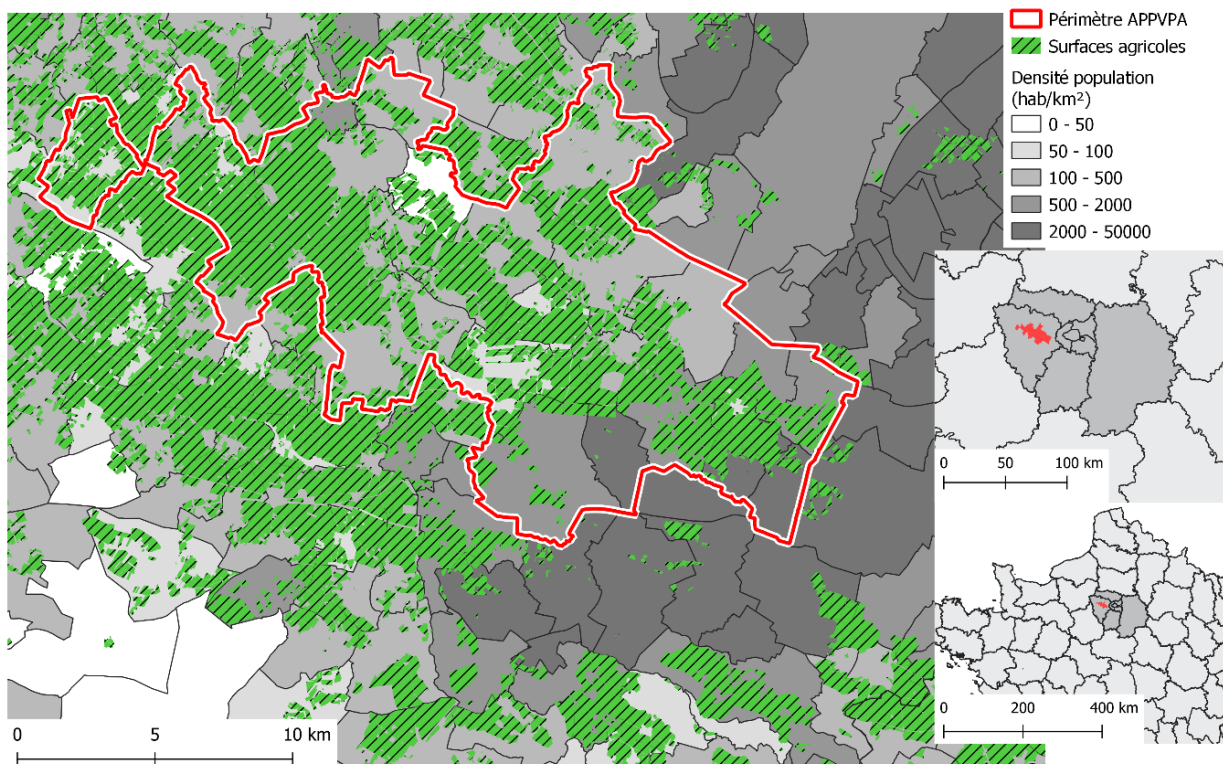 Périmètre APPVPA
Surfaces agricoles
Densité population
(hab/km²)
0 - 50
50 - 100
100 - 500
500 - 2000
2000 - 50000
0 50 100 km
0 200 400 km
0 5 10 km